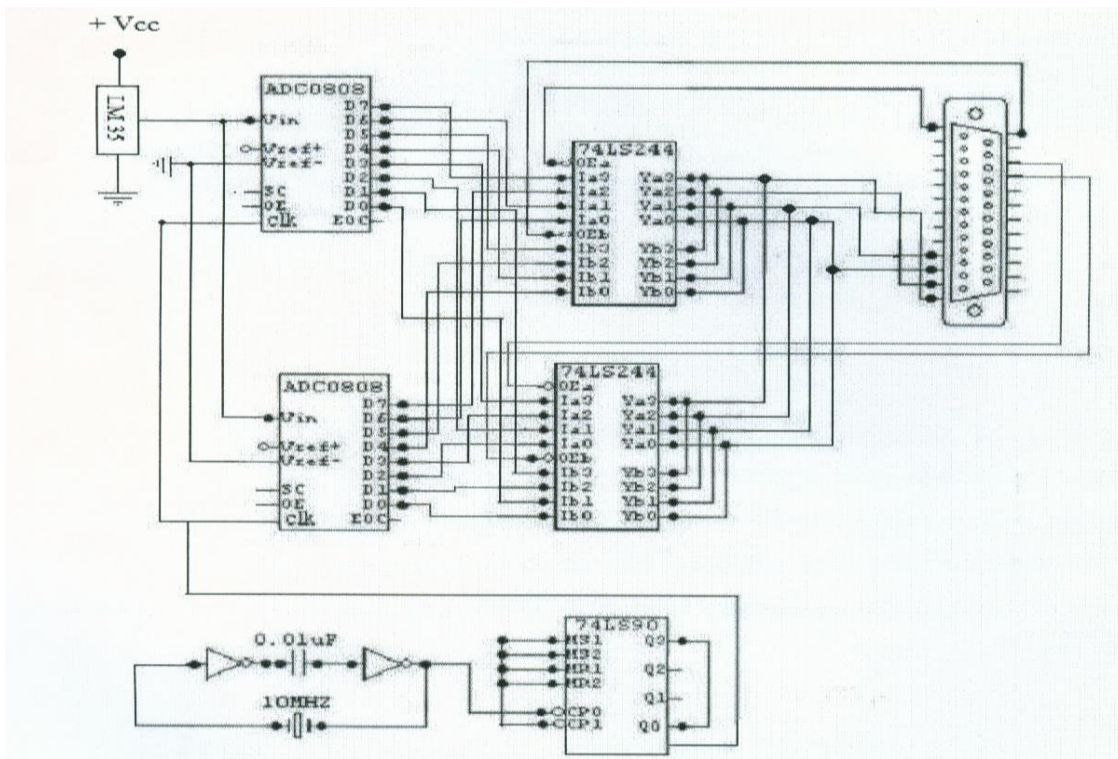 + Vcc
LM 35
ADC0808
Vin
Vref+
Vref-
SC
OE
Clk
D7
D6
D5
D4
D3
D2
D1
D0
EOC
74LS244
OEa
Ia3
Ia2
Ia1
Ia0
OEb
Ib3
Ib2
Ib1
Ib0
Ya3
Ya2
Ya1
Ya0
Yb3
Yb2
Yb1
Yb0
ADC0808
Vin
Vref+
Vref-
SC
OE
Clk
D7
D6
D5
D4
D3
D2
D1
D0
EOC
74LS244
OEa
Ia3
Ia2
Ia1
Ia0
OEb
Ib3
Ib2
Ib1
Ib0
Ya3
Ya2
Ya1
Ya0
Yb3
Yb2
Yb1
Yb0
0.01uF
10MHZ
74LS90
MS1
MS2
MR1
MR2
CP0
CP1
Q3
Q2
Q1
Q0